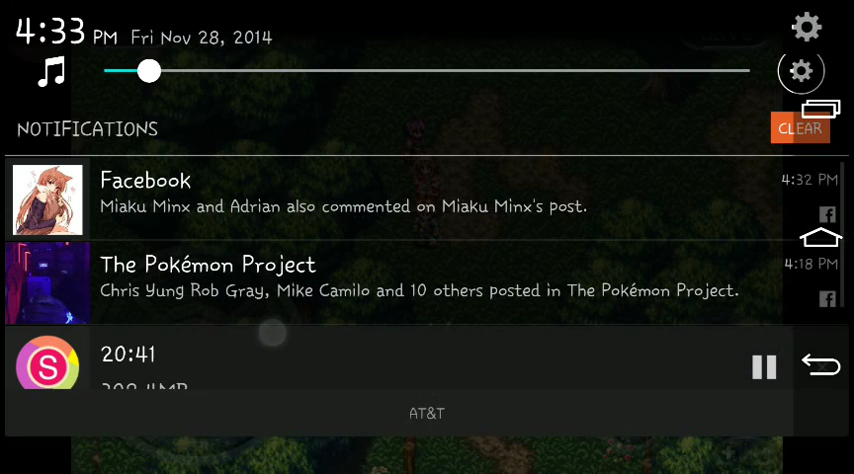 4:33 PM Fri Nov 28, 2014
NOTIFICATIONS
CLEAR
Facebook
4:32 PM
Miaku Minx and Adrian also commented on Miaku Minx's post.
The Pokémon Project
4:18 PM
Chris Yung Rob Gray, Mike Camilo and 10 others posted in The Pokémon Project.
S
20:41
AT&T